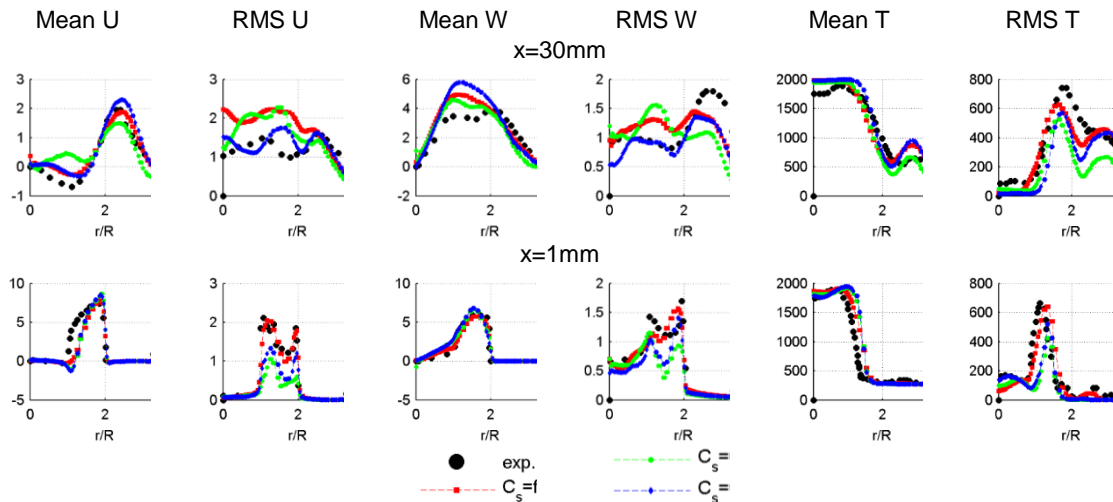 Mean U RMS U Mean W RMS W Mean T RMS T
x=30mm
3 3 6 2 2000 800
2 1.5 1500 600
1 2 4 1 1000 400
0 1 2 0.5 500 200
-1 0 0 -2 0 0 0
0 2 0 2 0 2 0 2 0 2 0 2
r/R r/R r/R r/R r/R r/R
x=1mm
10 3 10 2 2000 800
5 2 5 1.5 1500 600
1 1000 400
0 1 0 0.5 500 200
-5 0 -5 0 0 0
0 2 0 2 0 2 0 2 0 2 0 2
r/R r/R r/R r/R r/R r/R
exp. C_s=
C_s=f C_s=